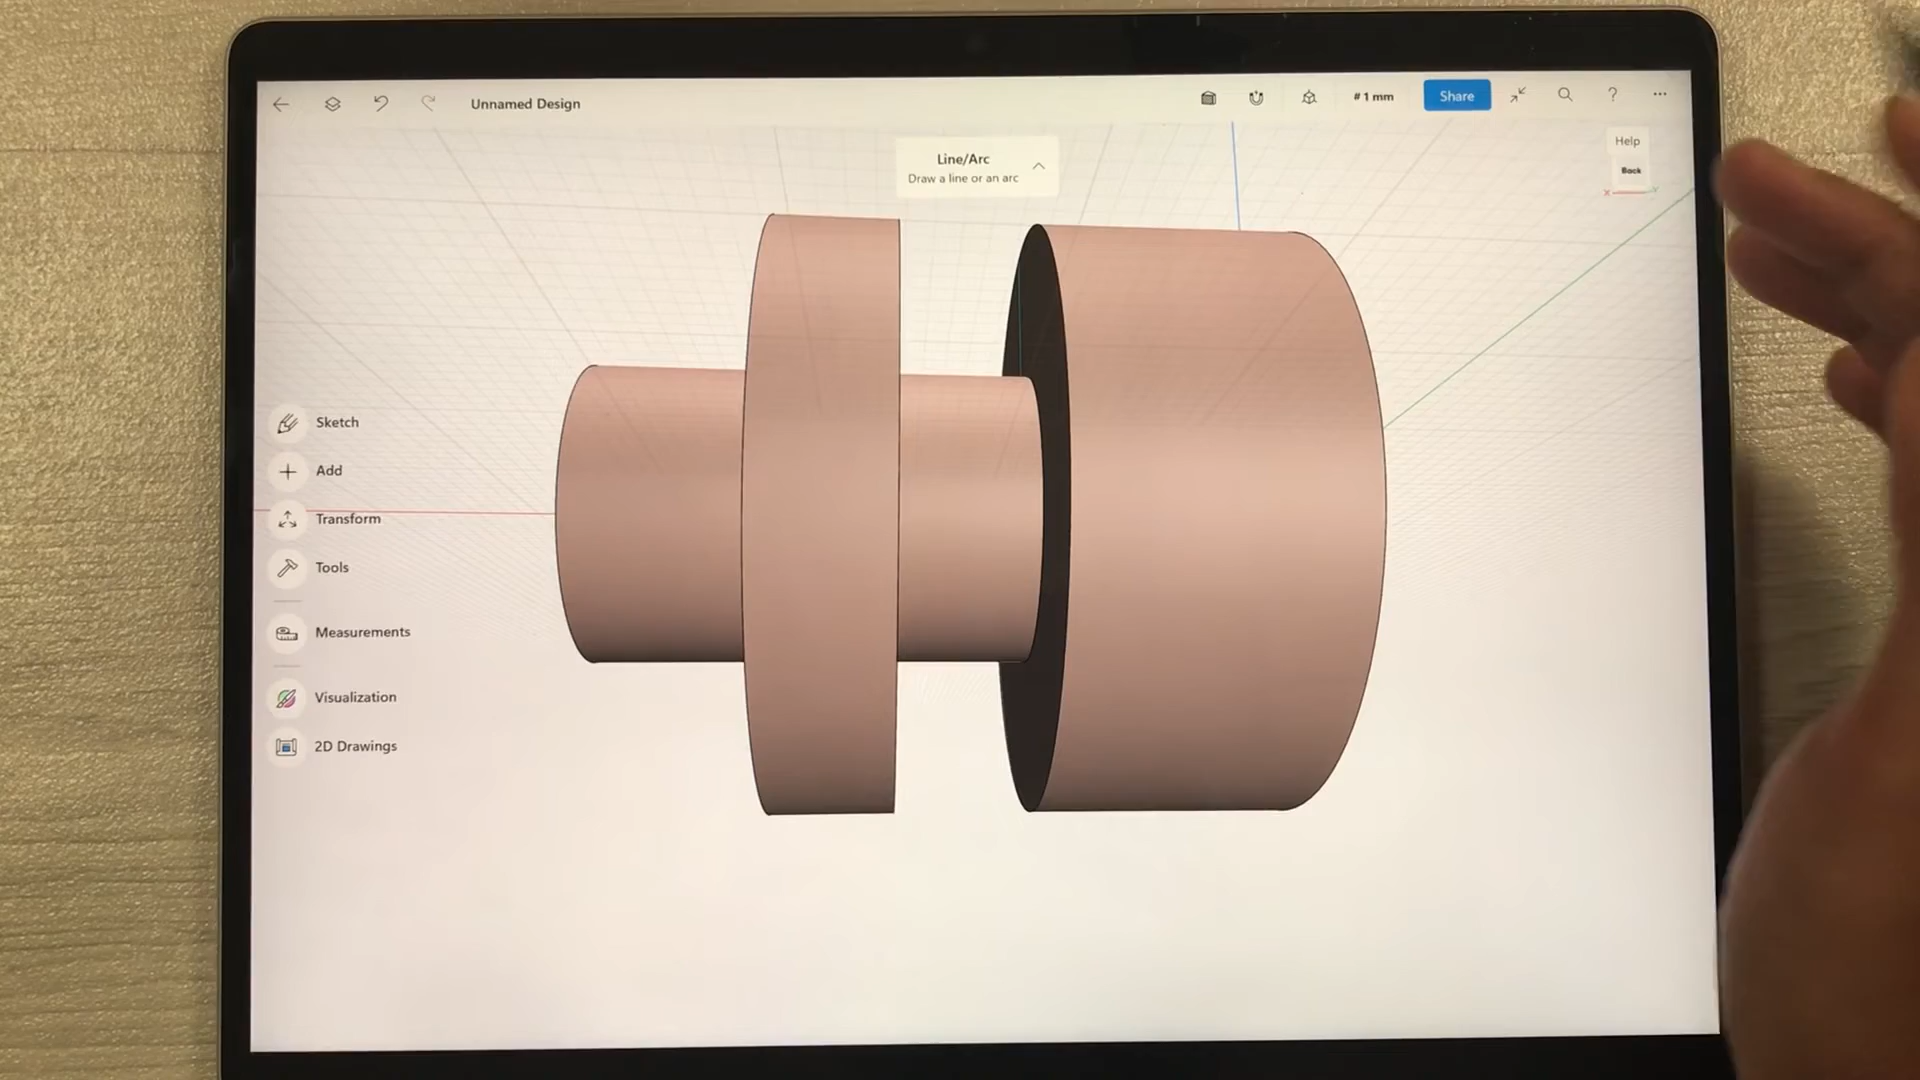 Unnamed Design
# 1 mm
Share
?
Help
Line/Arc
Draw a line or an arc
Back
X
Y
Sketch
Add
Transform
Tools
Measurements
Visualization
2D Drawings